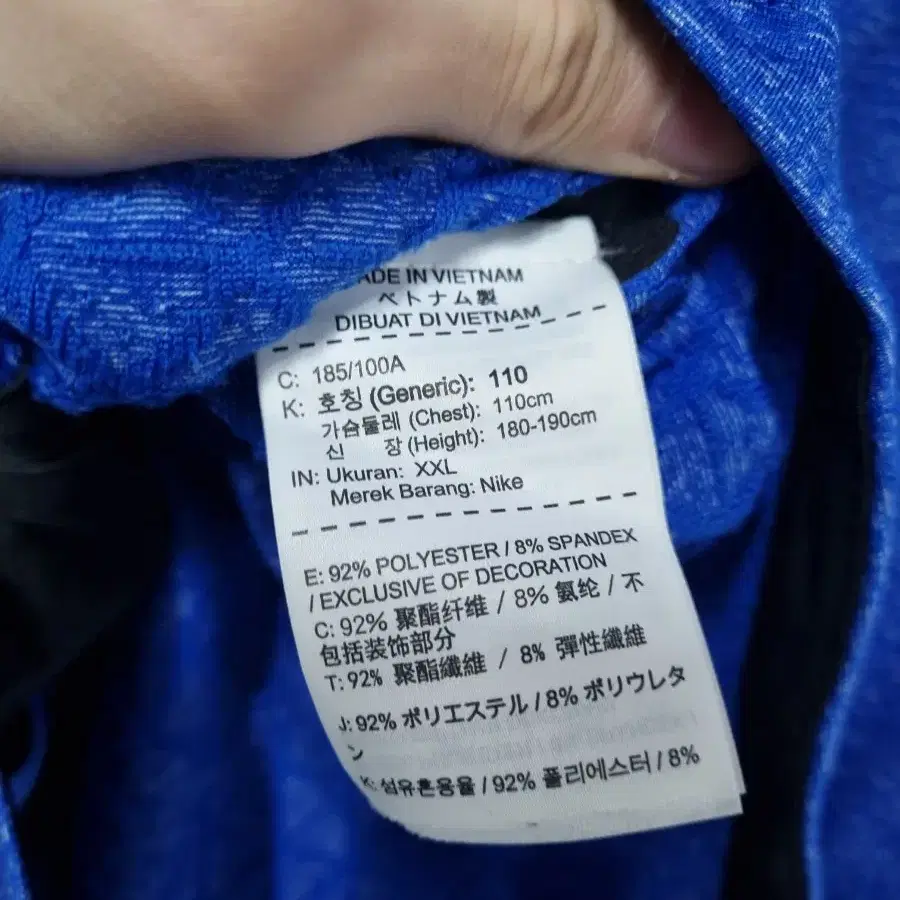 ADE IN VIETNAM
ベトナム製
DIBUAT DI VIETNAM
C: 185/100A
K: 호칭 (Generic): 110
가슴둘레 (Chest): 110cm
신 장 (Height): 180-190cm
IN: Ukuran: XXL
Merek Barang: Nike
E: 92% POLYESTER / 8% SPANDEX
/ EXCLUSIVE OF DECORATION
C: 92% 聚酯纤维 / 8% 氨纶 / 不
包括装饰部分
T: 92% 聚酯纖維 / 8% 彈性纖維
J: 92% ポリエステル / 8% ポリウレタ
ン
K: 섬유혼용율 / 92% 폴리에스터 / 8%